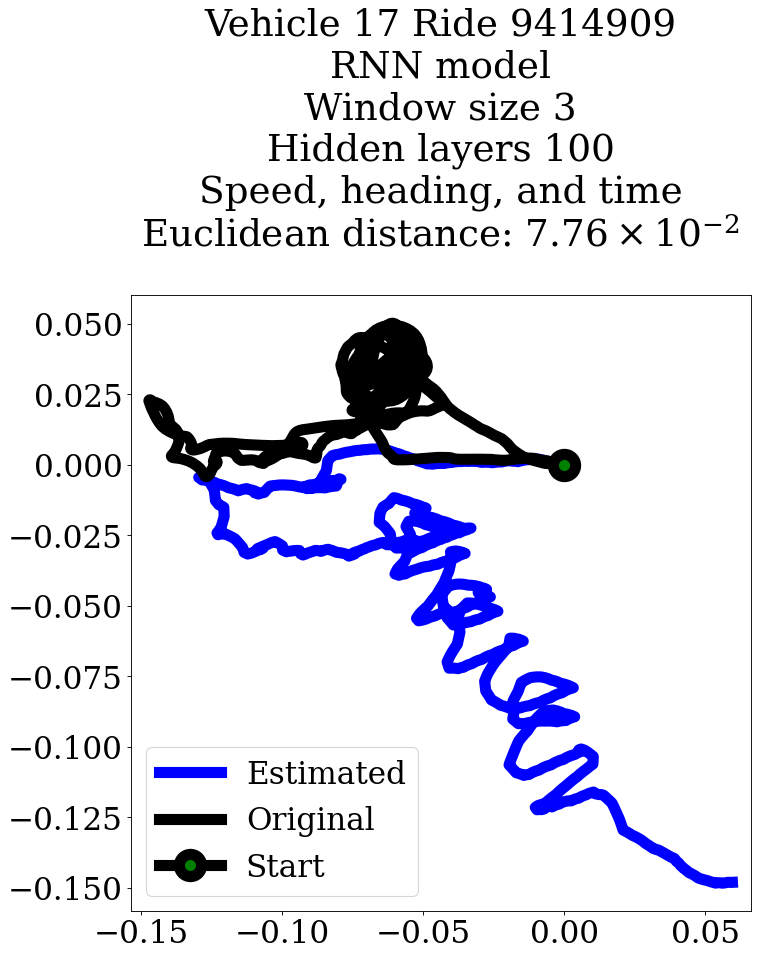 Vehicle 17 Ride 9414909
RNN model
Window size 3
Hidden layers 100
Speed, heading, and time
Euclidean distance: 7.76 × 10⁻²
0.050
0.025
0.000
−0.025
−0.050
−0.075
−0.100
−0.125
−0.150
Estimated
Original
Start
−0.15 −0.10 −0.05 0.00 0.05